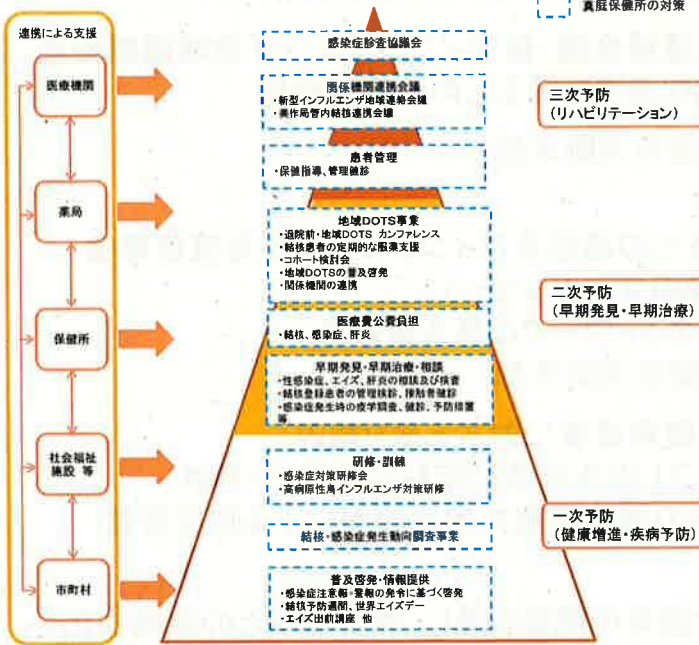 真庭保健所の対策
連携による支援
医療機関
薬局
保健所
社会福祉
施設 等
市町村
感染症診査協議会
関係機関連携会議
・新型インフルエンザ地域連絡会議
・美作局管内結核連携会議
患者管理
・保健指導、管理健診
地域DOTS事業
・退院前・地域DOTS カンファレンス
・結核患者の定期的な服薬支援
・コホート検討会
・地域DOTSの普及啓発
・関係機関の連携
医療費公費負担
・結核、感染症、肝炎
早期発見・早期治療・相談
・性感染症、エイズ、肝炎の相談及び検査
・結核登録患者の管理検診、接触者健診
・感染症発生時の疫学調査、健診、予防措置
等
研修・訓練
・感染症対策研修会
・高病原性鳥インフルエンザ対策研修
結核・感染症発生動向調査事業
普及啓発・情報提供
・感染症注意報・警報の発令に基づく啓発
・結核予防週間、世界エイズデー
・エイズ出前講座 他
三次予防
(リハビリテーション)
二次予防
(早期発見・早期治療)
一次予防
(健康増進・疾病予防)